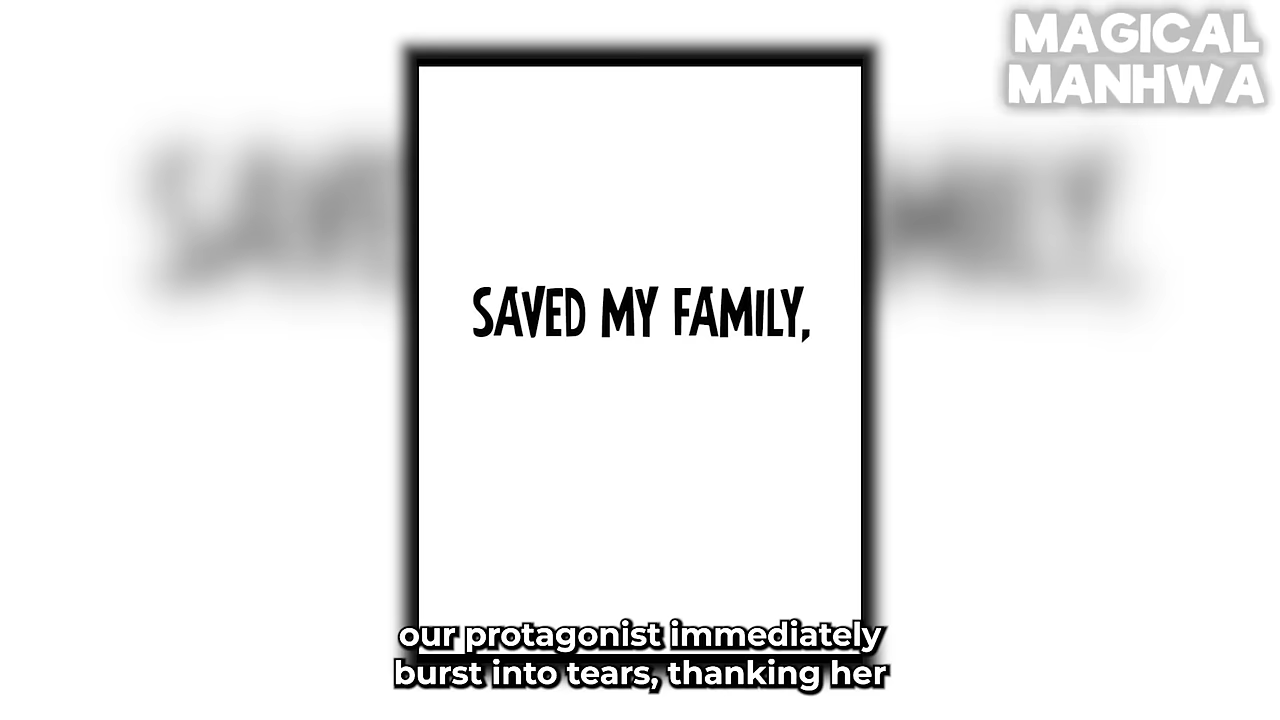 MAGICAL
MANHWA
SAVED MY FAMILY,
our protagonist immediately
burst into tears, thanking her